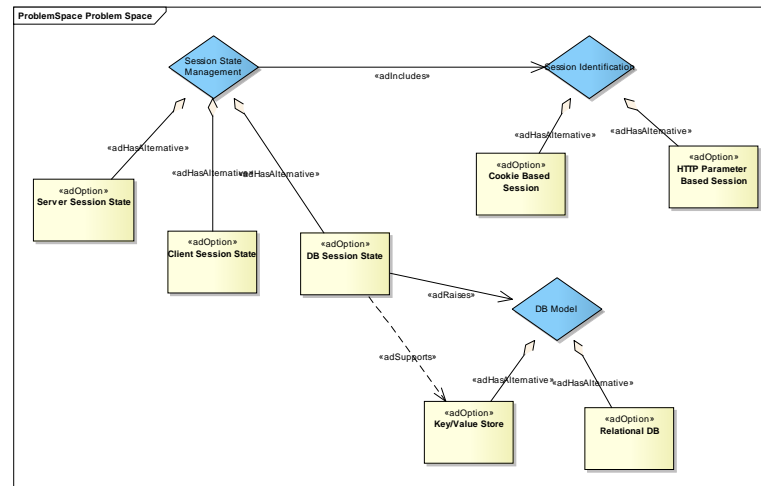 ProblemSpace Problem Space
Session State
Management
Session Identification
«adIncludes»
«adHasAlternative»
«adHasAlternative»
«adHasAlternative»
«adHasAlternative»
«adHasAlternative»
«adOption»
Server Session State
«adOption»
Cookie Based
Session
«adOption»
HTTP Parameter
Based Session
«adOption»
Client Session State
«adOption»
DB Session State
«adRaises»
DB Model
«adSupports»
«adHasAlternative»
«adHasAlternative»
«adOption»
Key/Value Store
«adOption»
Relational DB